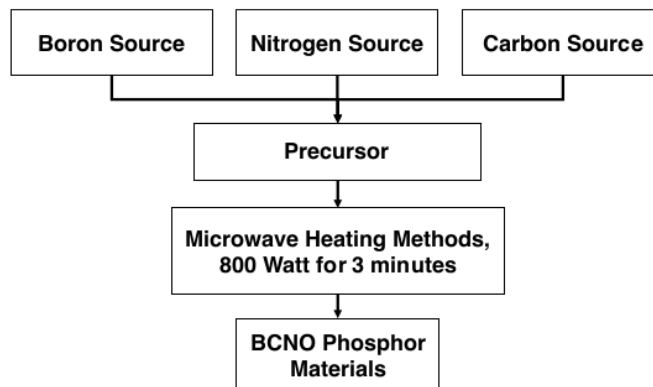 Boron Source
Nitrogen Source
Carbon Source
Precursor
Microwave Heating Methods,
800 Watt for 3 minutes
BCNO Phosphor
Materials